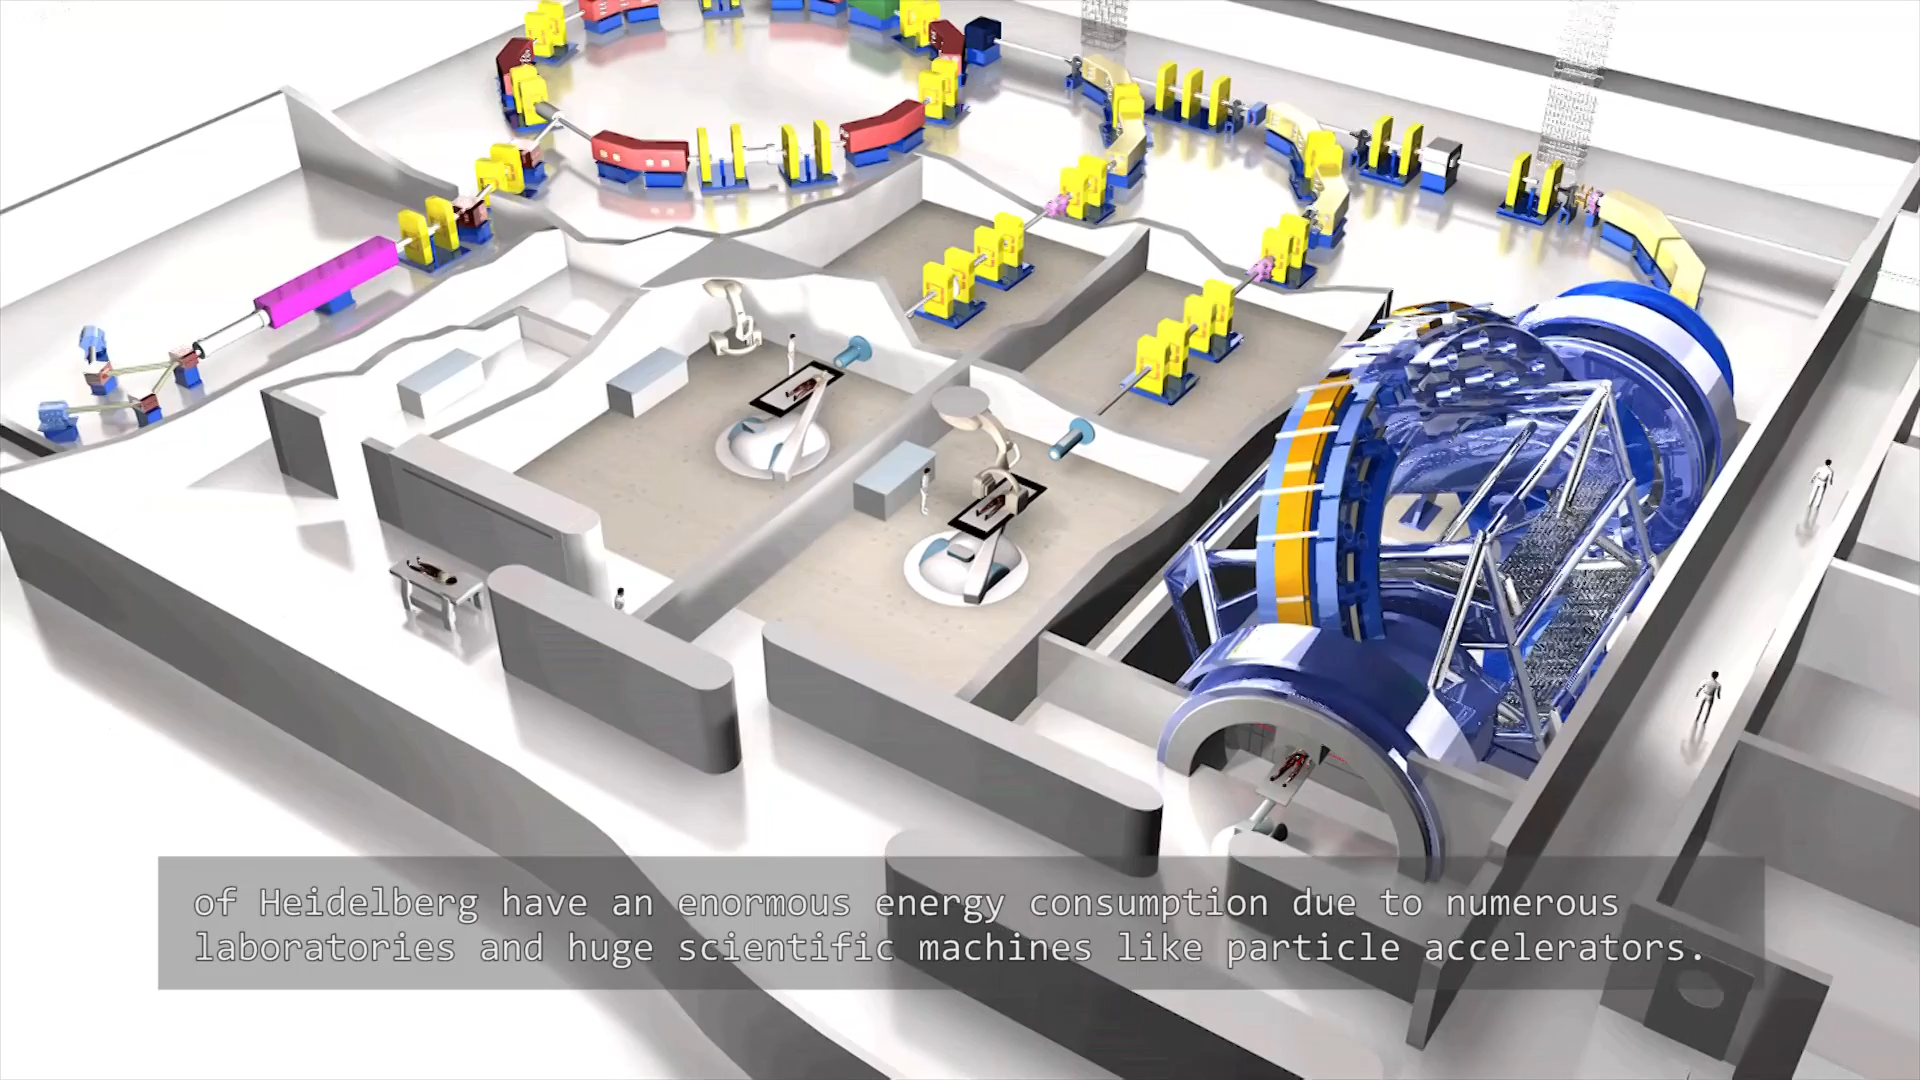 of Heidelberg have an enormous energy consumption due to numerous
laboratories and huge scientific machines like particle accelerators.